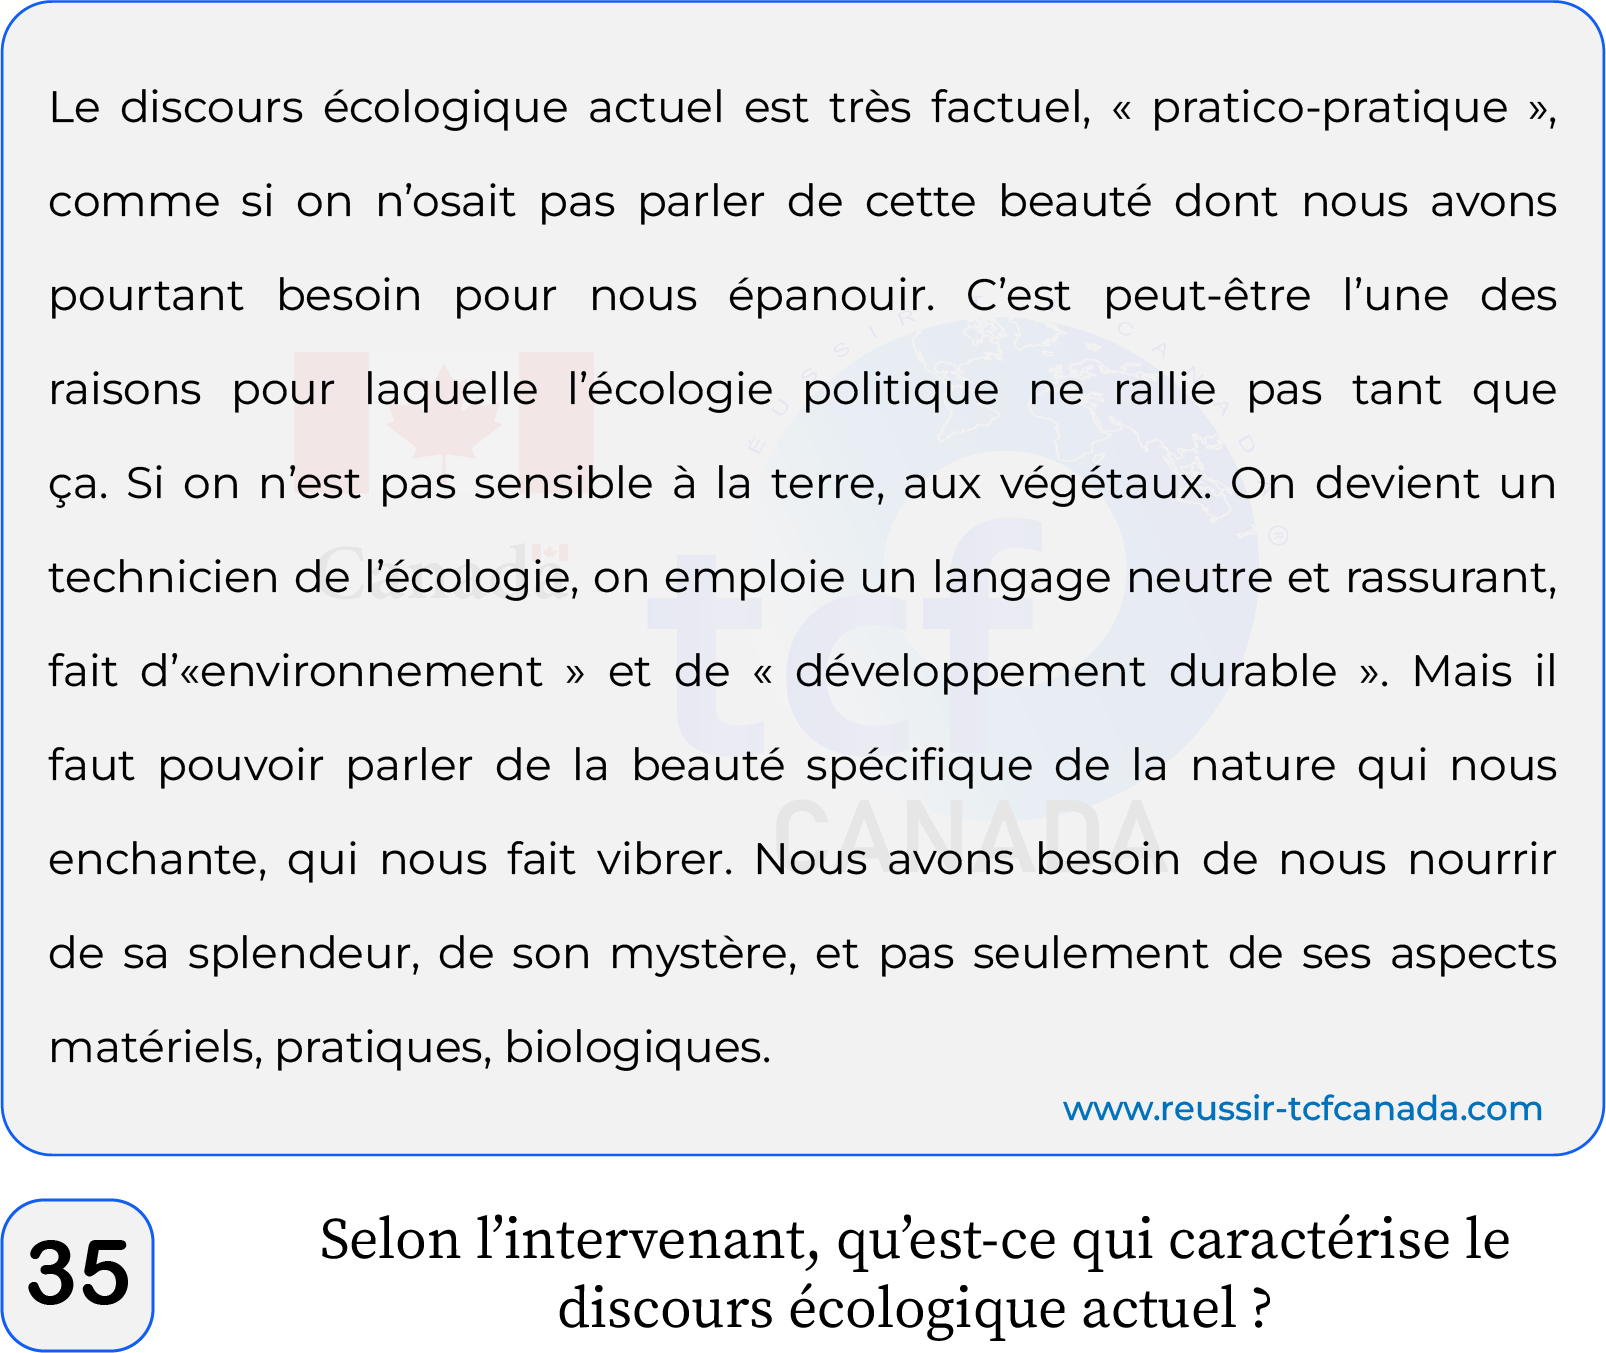 Le discours écologique actuel est très factuel, « pratico-pratique »,
comme si on n’osait pas parler de cette beauté dont nous avons
pourtant besoin pour nous épanouir. C’est peut-être l’une des
raisons pour laquelle l’écologie politique ne rallie pas tant que
ça. Si on n’est pas sensible à la terre, aux végétaux. On devient un
technicien de l’écologie, on emploie un langage neutre et rassurant,
fait d’«environnement » et de « développement durable ». Mais il
faut pouvoir parler de la beauté spécifique de la nature qui nous
enchante, qui nous fait vibrer. Nous avons besoin de nous nourrir
de sa splendeur, de son mystère, et pas seulement de ses aspects
matériels, pratiques, biologiques.
RÉUSSIR CANADA ®
Canada
tcf
CANADA
www.reussir-tcfcanada.com
35
Selon l’intervenant, qu’est-ce qui caractérise le
discours écologique actuel ?